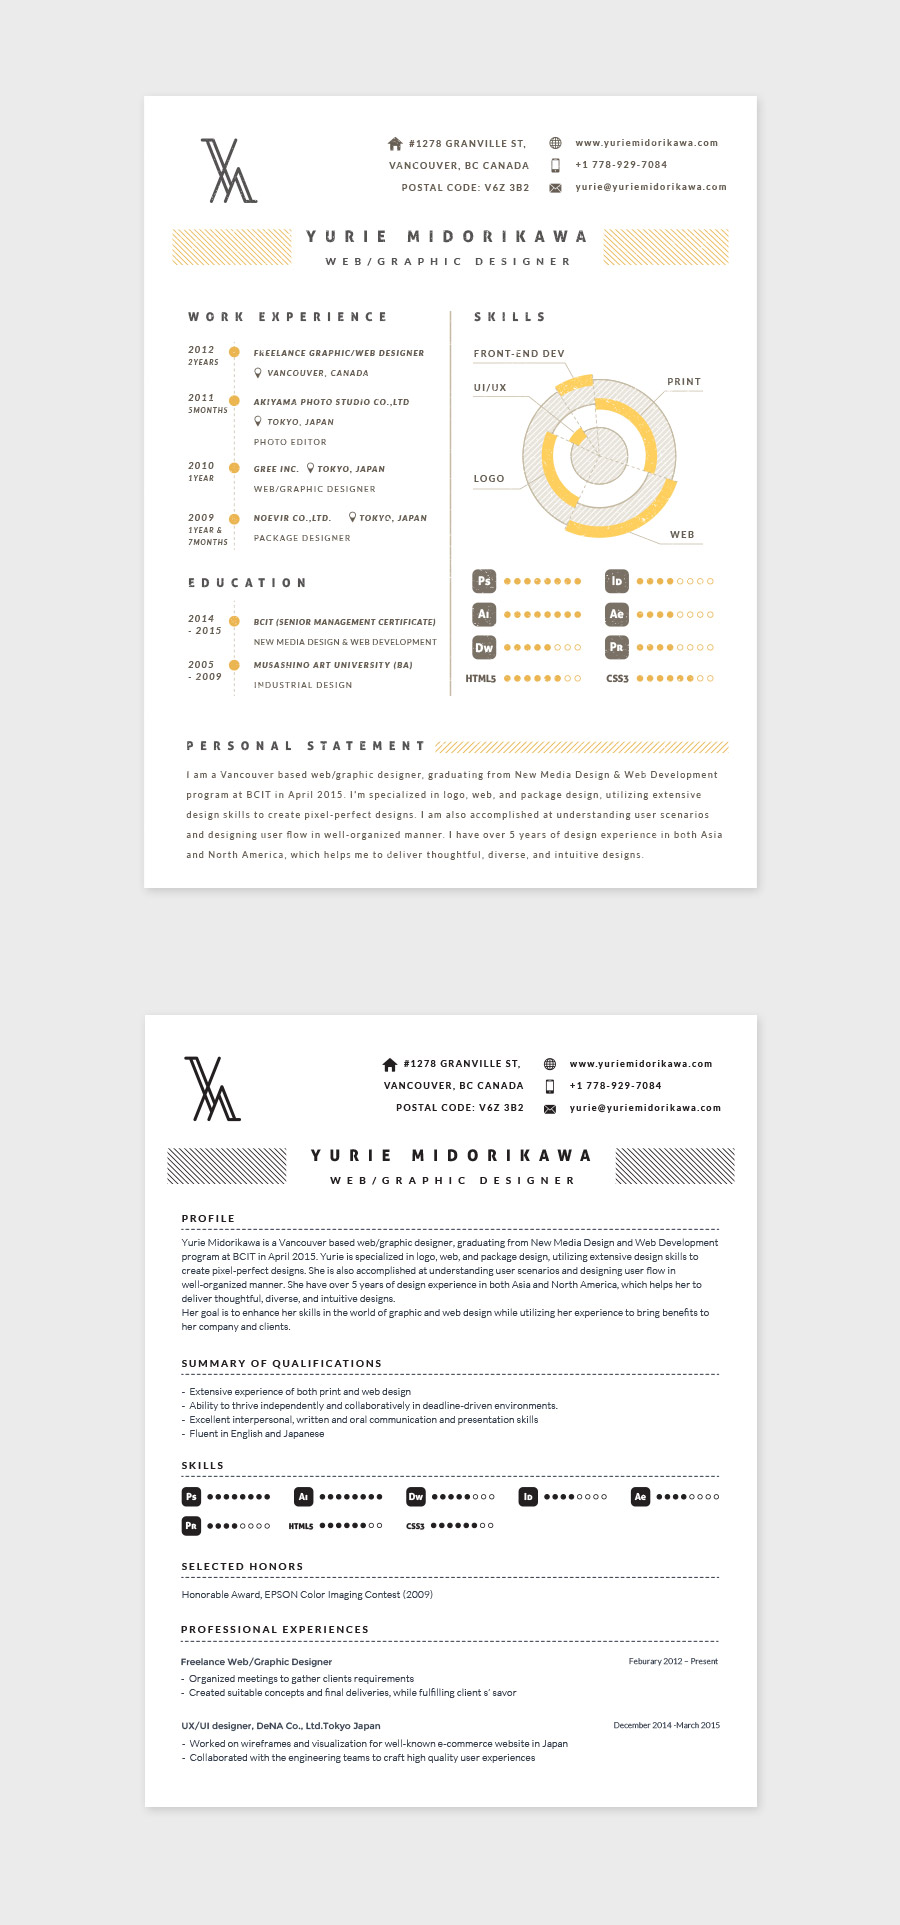 #1278 GRANVILLE ST,
VANCOUVER, BC CANADA
POSTAL CODE: V6Z 3B2
www.yuriemidorikawa.com
+1 778-929-7084
yurie@yuriemidorikawa.com
YURIE MIDORIKAWA
WEB/GRAPHIC DESIGNER
WORK EXPERIENCE
2012
2YEARS
FREELANCE GRAPHIC/WEB DESIGNER
VANCOUVER, CANADA
2011
5MONTHS
AKIYAMA PHOTO STUDIO CO.,LTD
TOKYO, JAPAN
PHOTO EDITOR
2010
1YEAR
GREE INC. TOKYO, JAPAN
WEB/GRAPHIC DESIGNER
2009
1YEAR &
7MONTHS
NOEVIR CO.,LTD. TOKYO, JAPAN
PACKAGE DESIGNER
EDUCATION
2014
- 2015
BCIT (SENIOR MANAGEMENT CERTIFICATE)
NEW MEDIA DESIGN & WEB DEVELOPMENT
2005
- 2009
MUSASHINO ART UNIVERSITY (BA)
INDUSTRIAL DESIGN
SKILLS
FRONT-END DEV
UI/UX
PRINT
LOGO
WEB
Ps
ID
Ai
Ae
Dw
PR
HTML5
CSS3
PERSONAL STATEMENT
I am a Vancouver based web/graphic designer, graduating from New Media Design & Web Development
program at BCIT in April 2015. I'm specialized in logo, web, and package design, utilizing extensive
design skills to create pixel-perfect designs. I am also accomplished at understanding user scenarios
and designing user flow in well-organized manner. I have over 5 years of design experience in both Asia
and North America, which helps me to deliver thoughtful, diverse, and intuitive designs.
#1278 GRANVILLE ST,
VANCOUVER, BC CANADA
POSTAL CODE: V6Z 3B2
www.yuriemidorikawa.com
+1 778-929-7084
yurie@yuriemidorikawa.com
YURIE MIDORIKAWA
WEB/GRAPHIC DESIGNER
PROFILE
Yurie Midorikawa is a Vancouver based web/graphic designer, graduating from New Media Design and Web Development
program at BCIT in April 2015. Yurie is specialized in logo, web, and package design, utilizing extensive design skills to
create pixel-perfect designs. She is also accomplished at understanding user scenarios and designing user flow in
well-organized manner. She have over 5 years of design experience in both Asia and North America, which helps her to
deliver thoughtful, diverse, and intuitive designs.
Her goal is to enhance her skills in the world of graphic and web design while utilizing her experience to bring benefits to
her company and clients.
SUMMARY OF QUALIFICATIONS
- Extensive experience of both print and web design
- Ability to thrive independently and collaboratively in deadline-driven environments.
- Excellent interpersonal, written and oral communication and presentation skills
- Fluent in English and Japanese
SKILLS
Ps Ai Dw ID Ae
PR HTML5 CSS3
SELECTED HONORS
Honorable Award, EPSON Color Imaging Contest (2009)
PROFESSIONAL EXPERIENCES
Freelance Web/Graphic Designer Feburary 2012 – Present
- Organized meetings to gather clients requirements
- Created suitable concepts and final deliveries, while fulfilling client s' savor
UX/UI designer, DeNA Co., Ltd.Tokyo Japan December 2014 -March 2015
- Worked on wireframes and visualization for well-known e-commerce website in Japan
- Collaborated with the engineering teams to craft high quality user experiences